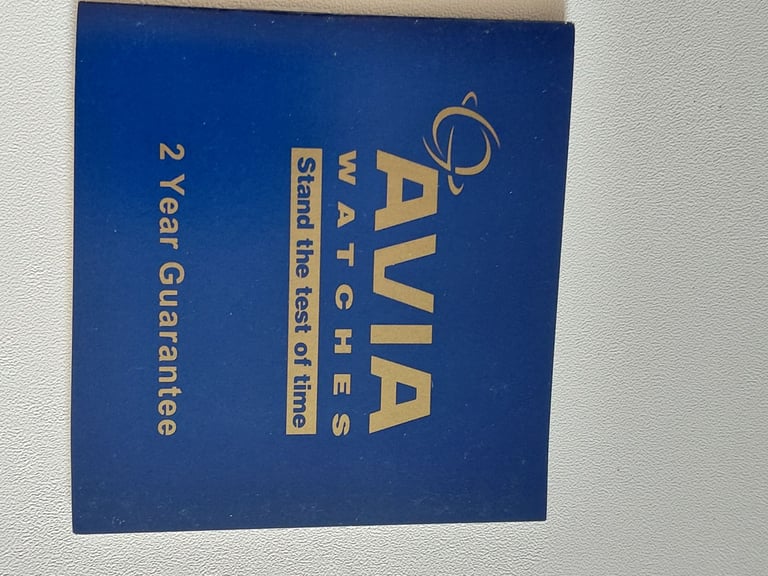 AVIA
WATCHES
Stand the test of time
2 Year Guarantee